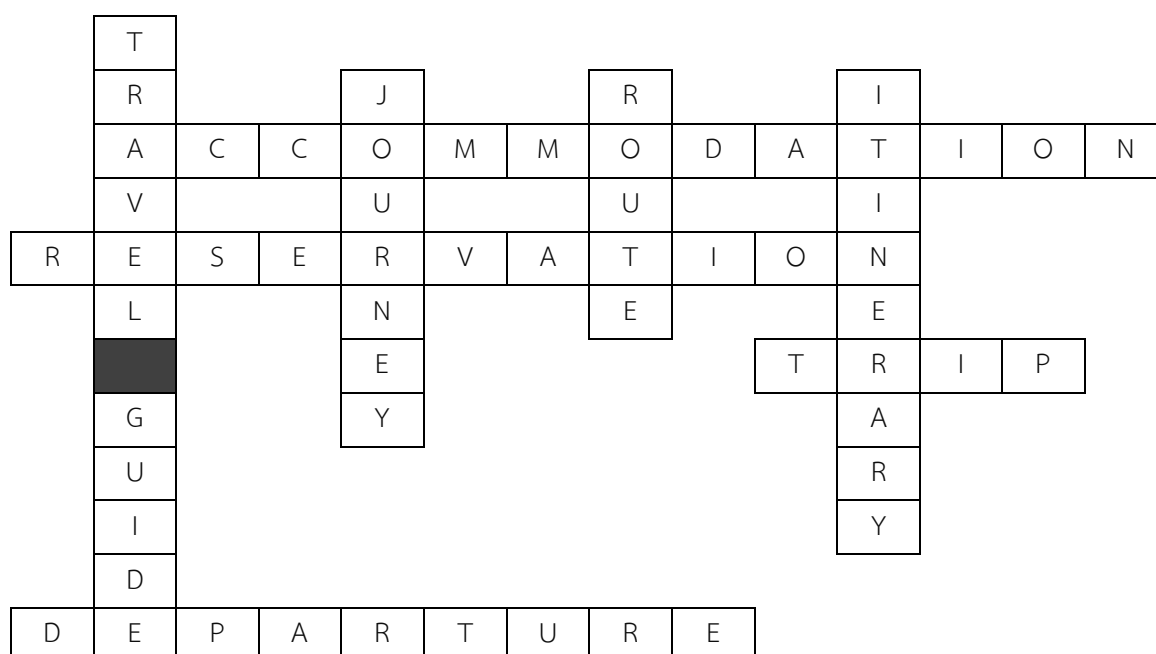 T
R J R I
A C C O M M O D A T I O N
V U U I
R E S E R V A T I O N
L N E E
E T R I P
G Y A
U R
I Y
D
D E P A R T U R E